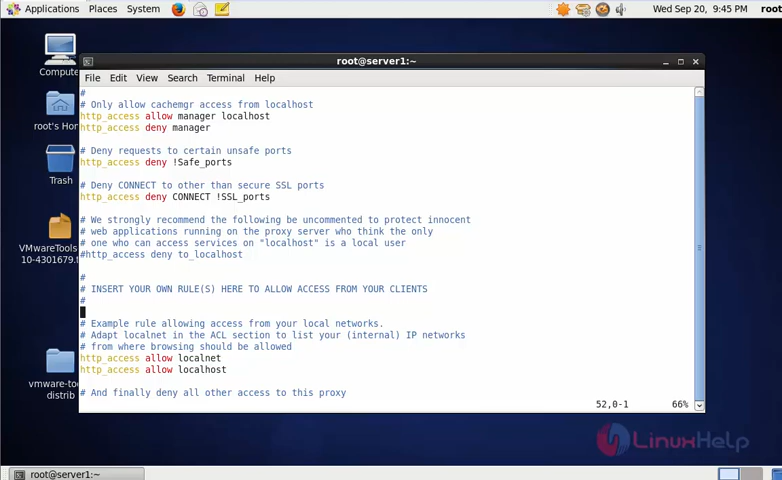 Applications Places System
Wed Sep 20, 9:45 PM root
Compute
root's Hom
Trash
VMwareTools
10-4301679.t
vmware-too
distrib
root@server1:~
File Edit View Search Terminal Help
#
# Only allow cachemgr access from localhost
http_access allow manager localhost
http_access deny manager
# Deny requests to certain unsafe ports
http_access deny !Safe_ports
# Deny CONNECT to other than secure SSL ports
http_access deny CONNECT !SSL_ports
# We strongly recommend the following be uncommented to protect innocent
# web applications running on the proxy server who think the only
# one who can access services on "localhost" is a local user
#http_access deny to_localhost
#
# INSERT YOUR OWN RULE(S) HERE TO ALLOW ACCESS FROM YOUR CLIENTS
#
# Example rule allowing access from your local networks.
# Adapt localnet in the ACL section to list your (internal) IP networks
# from where browsing should be allowed
http_access allow localnet
http_access allow localhost
# And finally deny all other access to this proxy
52,0-1 66%
LinuxHelp
root@server1:~